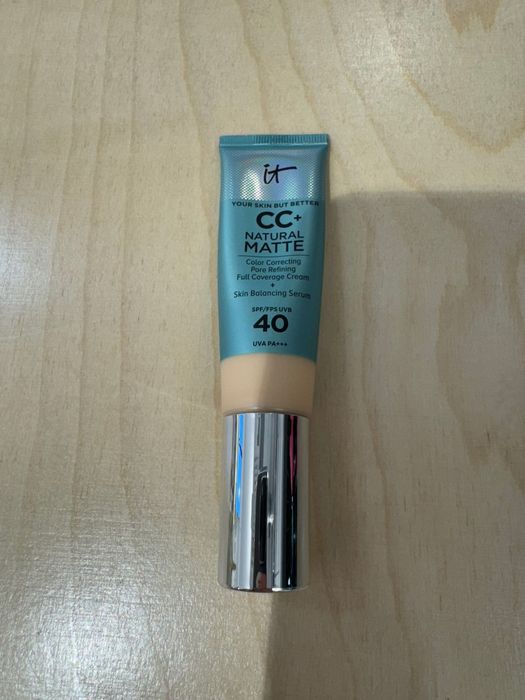 it
YOUR SKIN BUT BETTER
CC+
NATURAL
MATTE
Color Correcting
Pore Refining
Full Coverage Cream
+
Skin Balancing Serum
SPF/FPS UVB
40
UVA PA+++